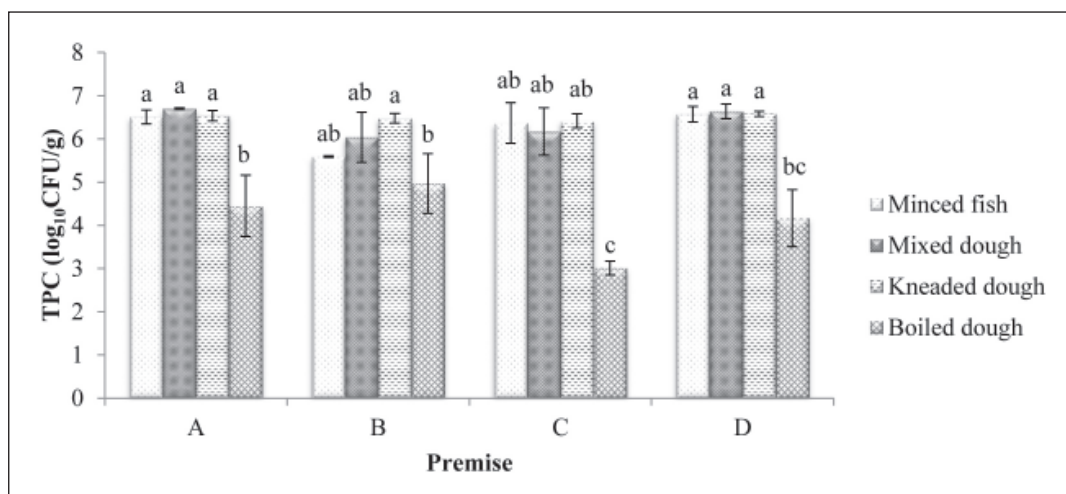 8
7
6
5
4
3
2
1
0
TPC (log₁₀CFU/g)
a a a b
ab ab a b
ab ab ab c
a a a bc
A B C D
Premise
Minced fish
Mixed dough
Kneaded dough
Boiled dough